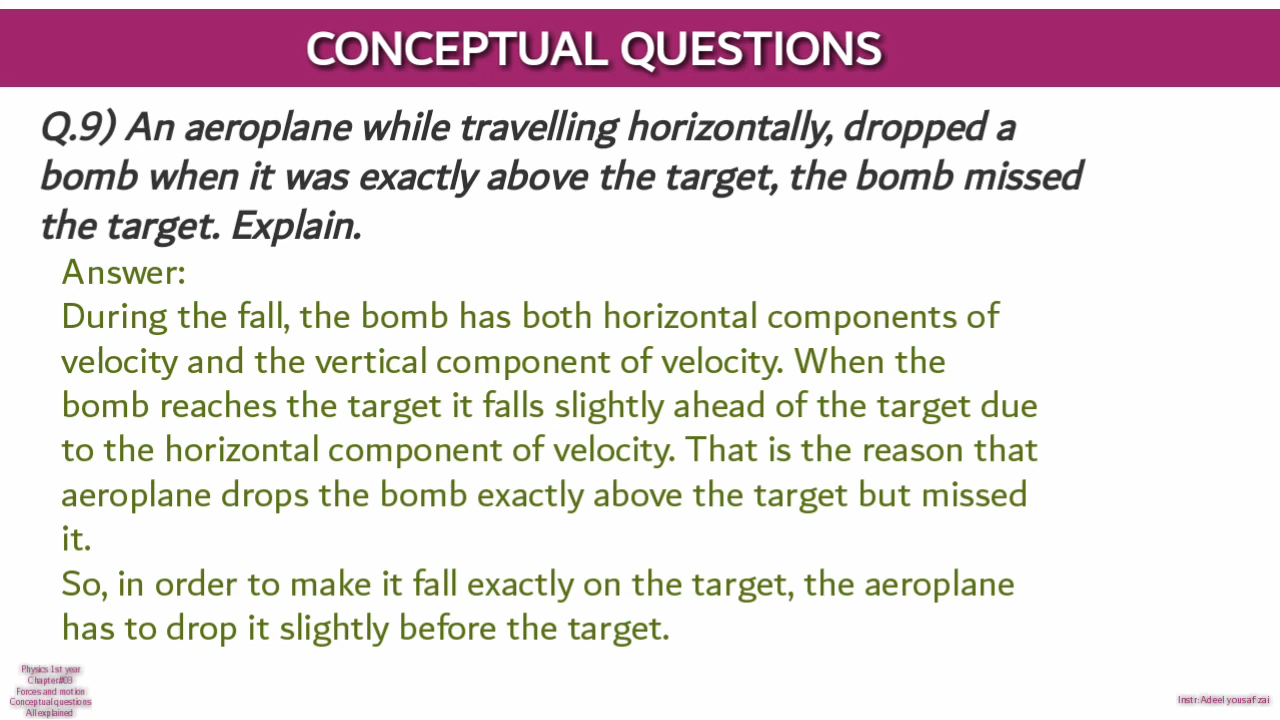 CONCEPTUAL QUESTIONS
Q.9) An aeroplane while travelling horizontally, dropped a
bomb when it was exactly above the target, the bomb missed
the target. Explain.
Answer:
During the fall, the bomb has both horizontal components of
velocity and the vertical component of velocity. When the
bomb reaches the target it falls slightly ahead of the target due
to the horizontal component of velocity. That is the reason that
aeroplane drops the bomb exactly above the target but missed
it.
So, in order to make it fall exactly on the target, the aeroplane
has to drop it slightly before the target.
Physics 1st year
Chapter#03
Forces and motion
Conceptual questions
All explained
Instr:Adeel yousafzai